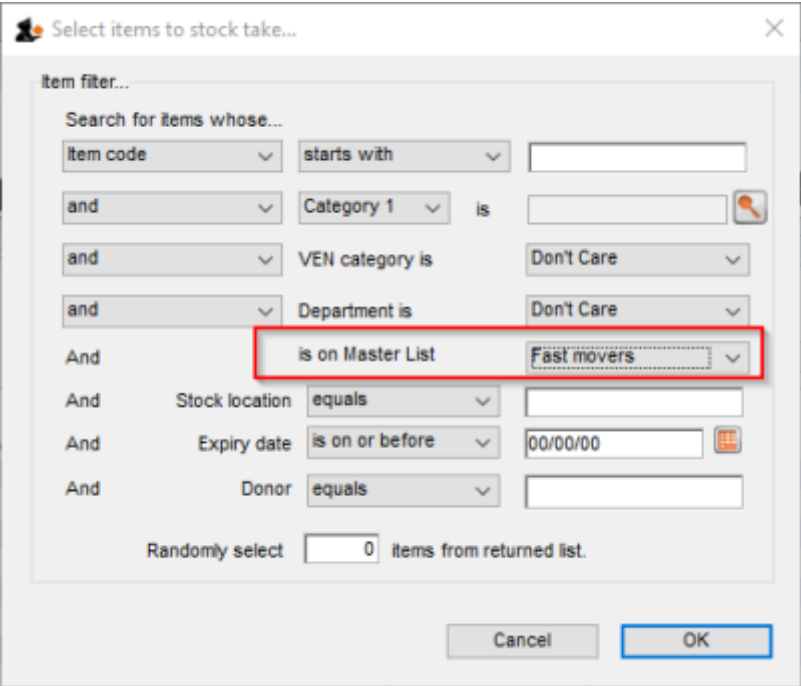 Select items to stock take...
Item filter...
Search for items whose...
Item code starts with
and Category 1 is
and VEN category is Don't Care
and Department is Don't Care
And is on Master List Fast movers
And Stock location equals
And Expiry date is on or before 00/00/00
And Donor equals
Randomly select 0 items from returned list.
Cancel OK